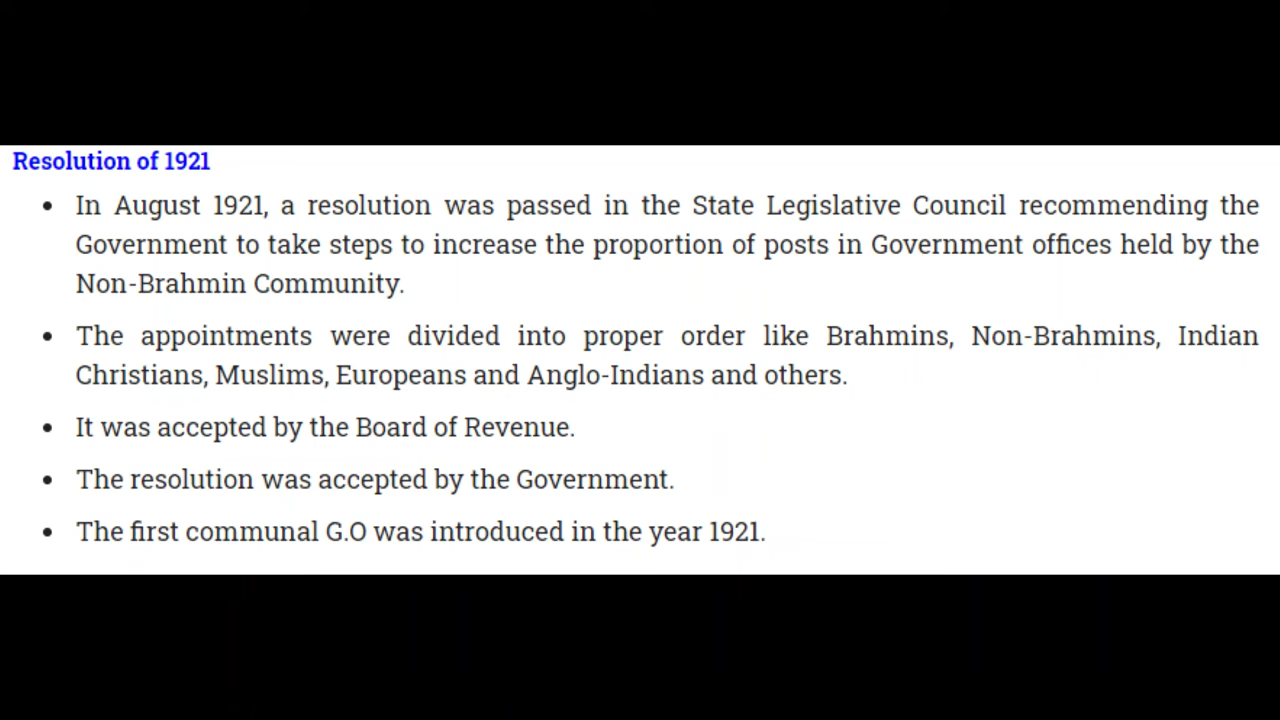 Resolution of 1921
• In August 1921, a resolution was passed in the State Legislative Council recommending the
Government to take steps to increase the proportion of posts in Government offices held by the
Non-Brahmin Community.
• The appointments were divided into proper order like Brahmins, Non-Brahmins, Indian
Christians, Muslims, Europeans and Anglo-Indians and others.
• It was accepted by the Board of Revenue.
• The resolution was accepted by the Government.
• The first communal G.O was introduced in the year 1921.